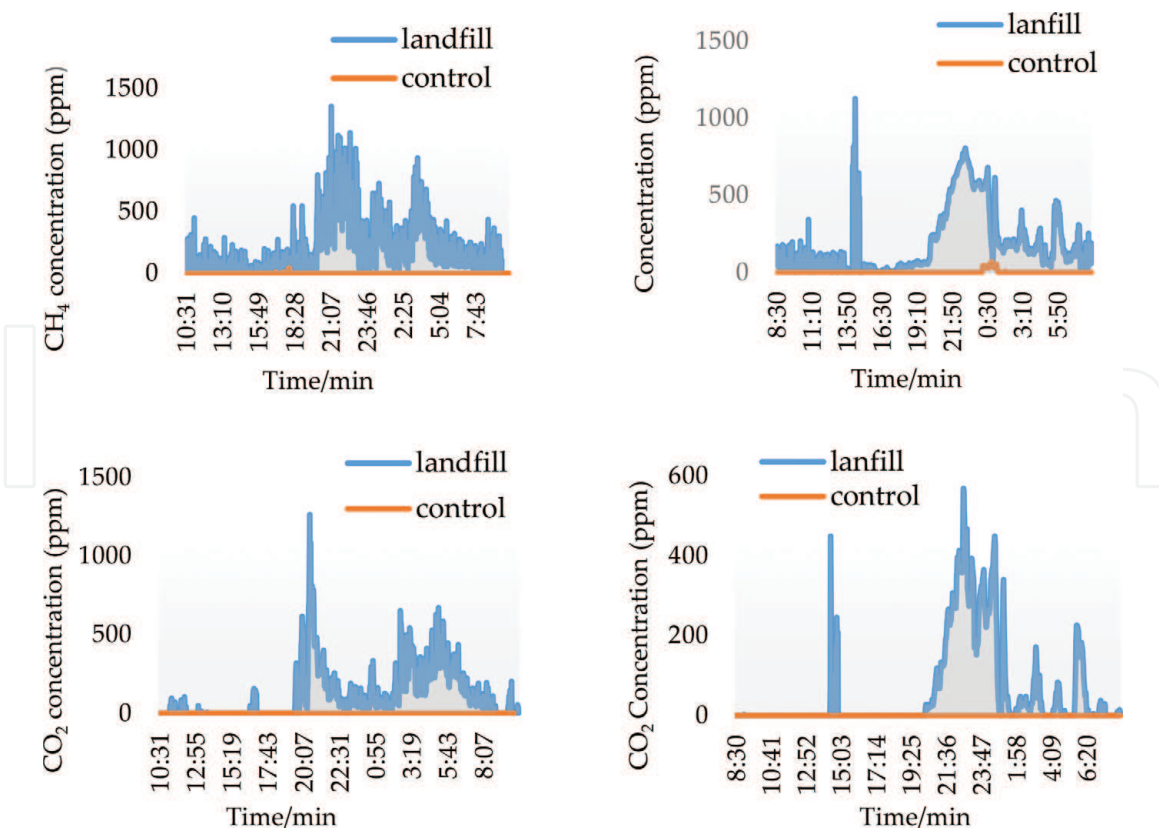 landfill
control
CH4 concentration (ppm)
1500
1000
500
0
10:31 13:10 15:49 18:28 21:07 23:46 2:25 5:04 7:43
Time/min
lanfill
control
Concentration (ppm)
1500
1000
500
0
8:30 11:10 13:50 16:30 19:10 21:50 0:30 3:10 5:50
Time/min
landfill
control
CO2 concentration (ppm)
1500
1000
500
0
10:31 12:55 15:19 17:43 20:07 22:31 0:55 3:19 5:43 8:07
Time/min
lanfill
control
CO2 Concentration (ppm)
600
400
200
0
8:30 10:41 12:52 15:03 17:14 19:25 21:36 23:47 1:58 4:09 6:20
Time/min